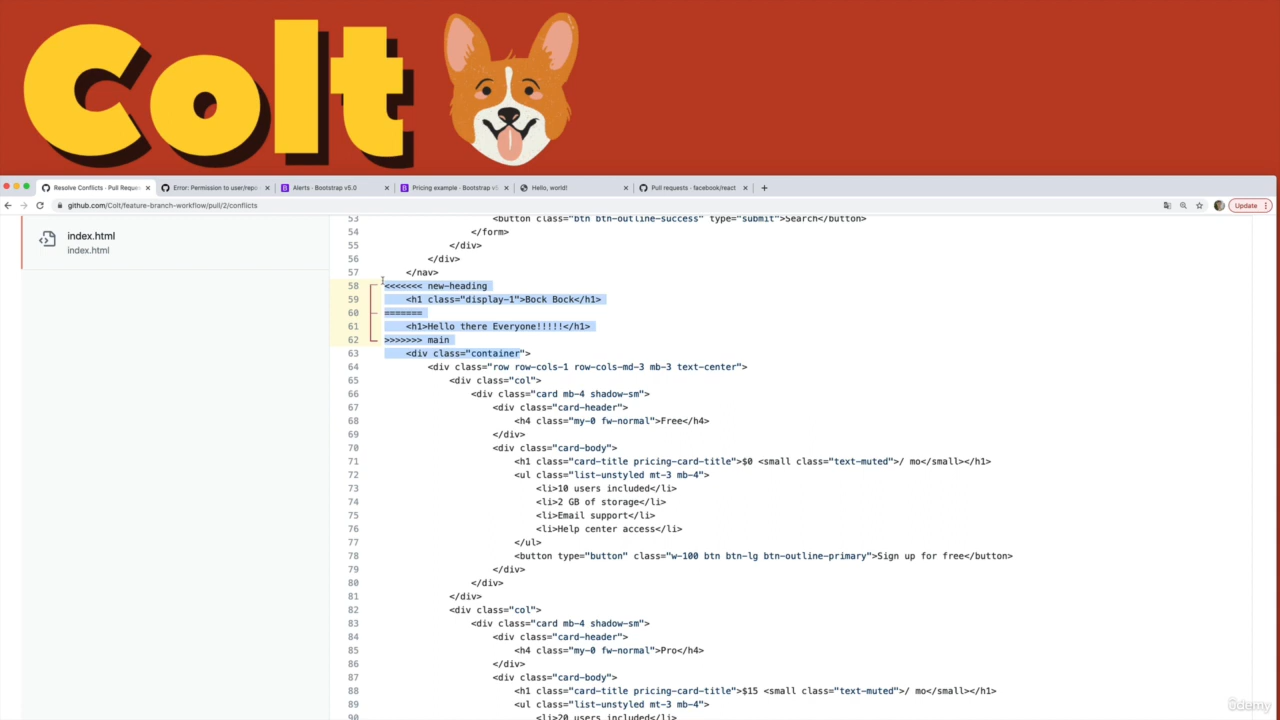 Colt
Resolve Conflicts · Pull Reque
Error: Permission to user/repo
Alerts · Bootstrap v5.0
Pricing example · Bootstrap v5
Hello, world!
Pull requests · facebook/react
github.com/Colt/feature-branch-workflow/pull/2/conflicts
Update
index.html
index.html
53 <button class="btn btn-outline-success" type="submit">Search</button>
54 </form>
55 </div>
56 </div>
57 </nav>
58 <<<<<<< new-heading
59 <h1 class="display-1">Bock Bock</h1>
60 =======
61 <h1>Hello there Everyone!!!!!</h1>
62 >>>>>>> main
63 <div class="container">
64 <div class="row row-cols-1 row-cols-md-3 mb-3 text-center">
65 <div class="col">
66 <div class="card mb-4 shadow-sm">
67 <div class="card-header">
68 <h4 class="my-0 fw-normal">Free</h4>
69 </div>
70 <div class="card-body">
71 <h1 class="card-title pricing-card-title">$0 <small class="text-muted">/ mo</small></h1>
72 <ul class="list-unstyled mt-3 mb-4">
73 <li>10 users included</li>
74 <li>2 GB of storage</li>
75 <li>Email support</li>
76 <li>Help center access</li>
77 </ul>
78 <button type="button" class="w-100 btn btn-lg btn-outline-primary">Sign up for free</button>
79 </div>
80 </div>
81 </div>
82 <div class="col">
83 <div class="card mb-4 shadow-sm">
84 <div class="card-header">
85 <h4 class="my-0 fw-normal">Pro</h4>
86 </div>
87 <div class="card-body">
88 <h1 class="card-title pricing-card-title">$15 <small class="text-muted">/ mo</small></h1>
89 <ul class="list-unstyled mt-3 mb-4">
90 <li>20 users included</li>
ûdemy